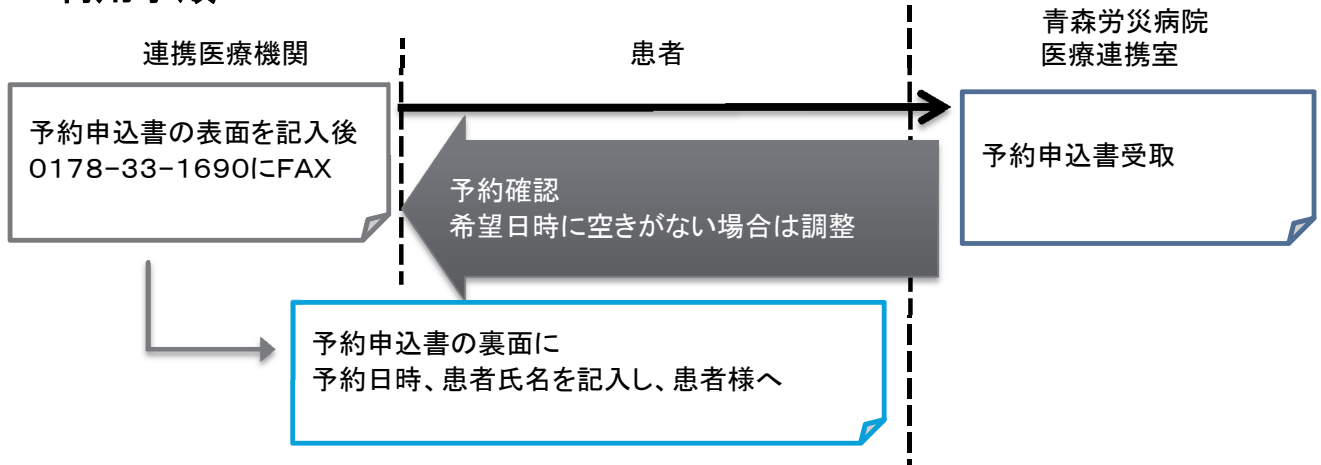 連携医療機関
患者
青森労災病院
医療連携室
予約申込書の表面を記入後
0178-33-1690にFAX
予約申込書受取
予約確認
希望日時に空きがない場合は調整
予約申込書の裏面に
予約日時、患者氏名を記入し、患者様へ